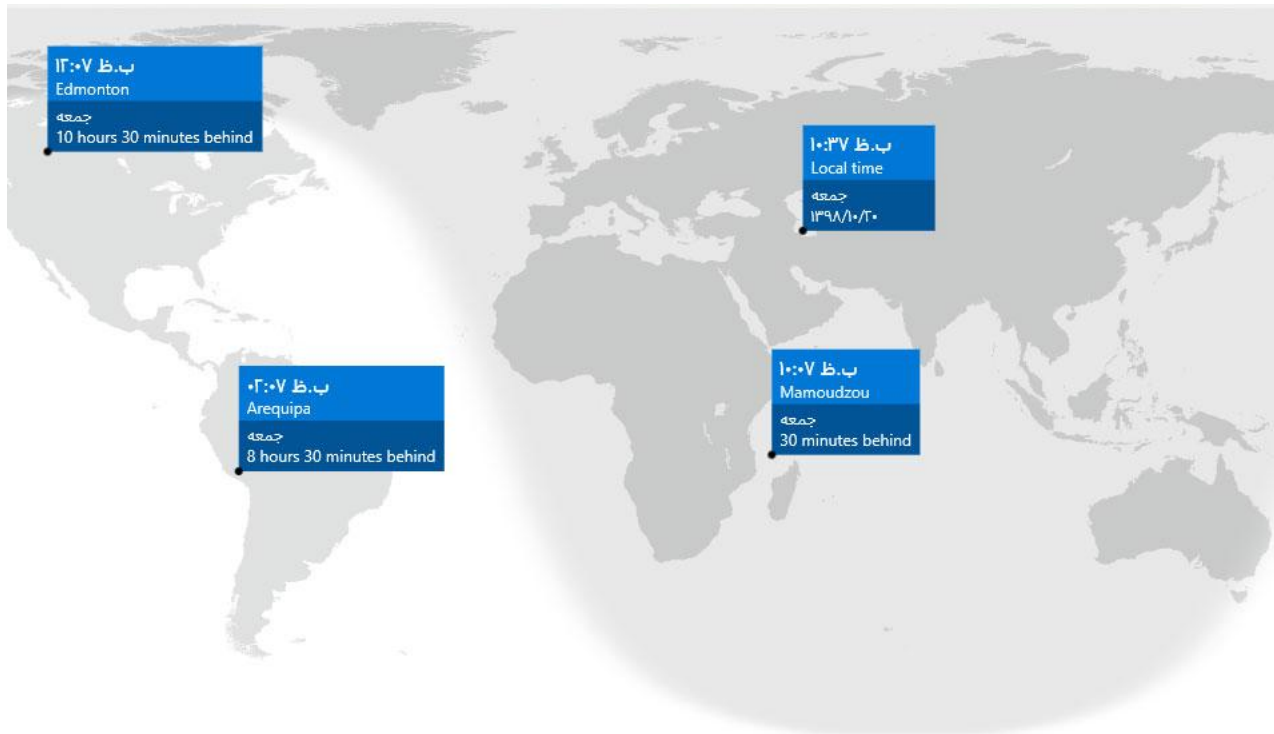 ۱۲:۰۷ ب.ظ
Edmonton
جمعه
10 hours 30 minutes behind
۱۰:۳۷ ب.ظ
Local time
جمعه
۱۳۹۸/۱۰/۲۰
۱۰:۰۷ ب.ظ
Mamoudzou
جمعه
30 minutes behind
۰۲:۰۷ ب.ظ
Arequipa
جمعه
8 hours 30 minutes behind